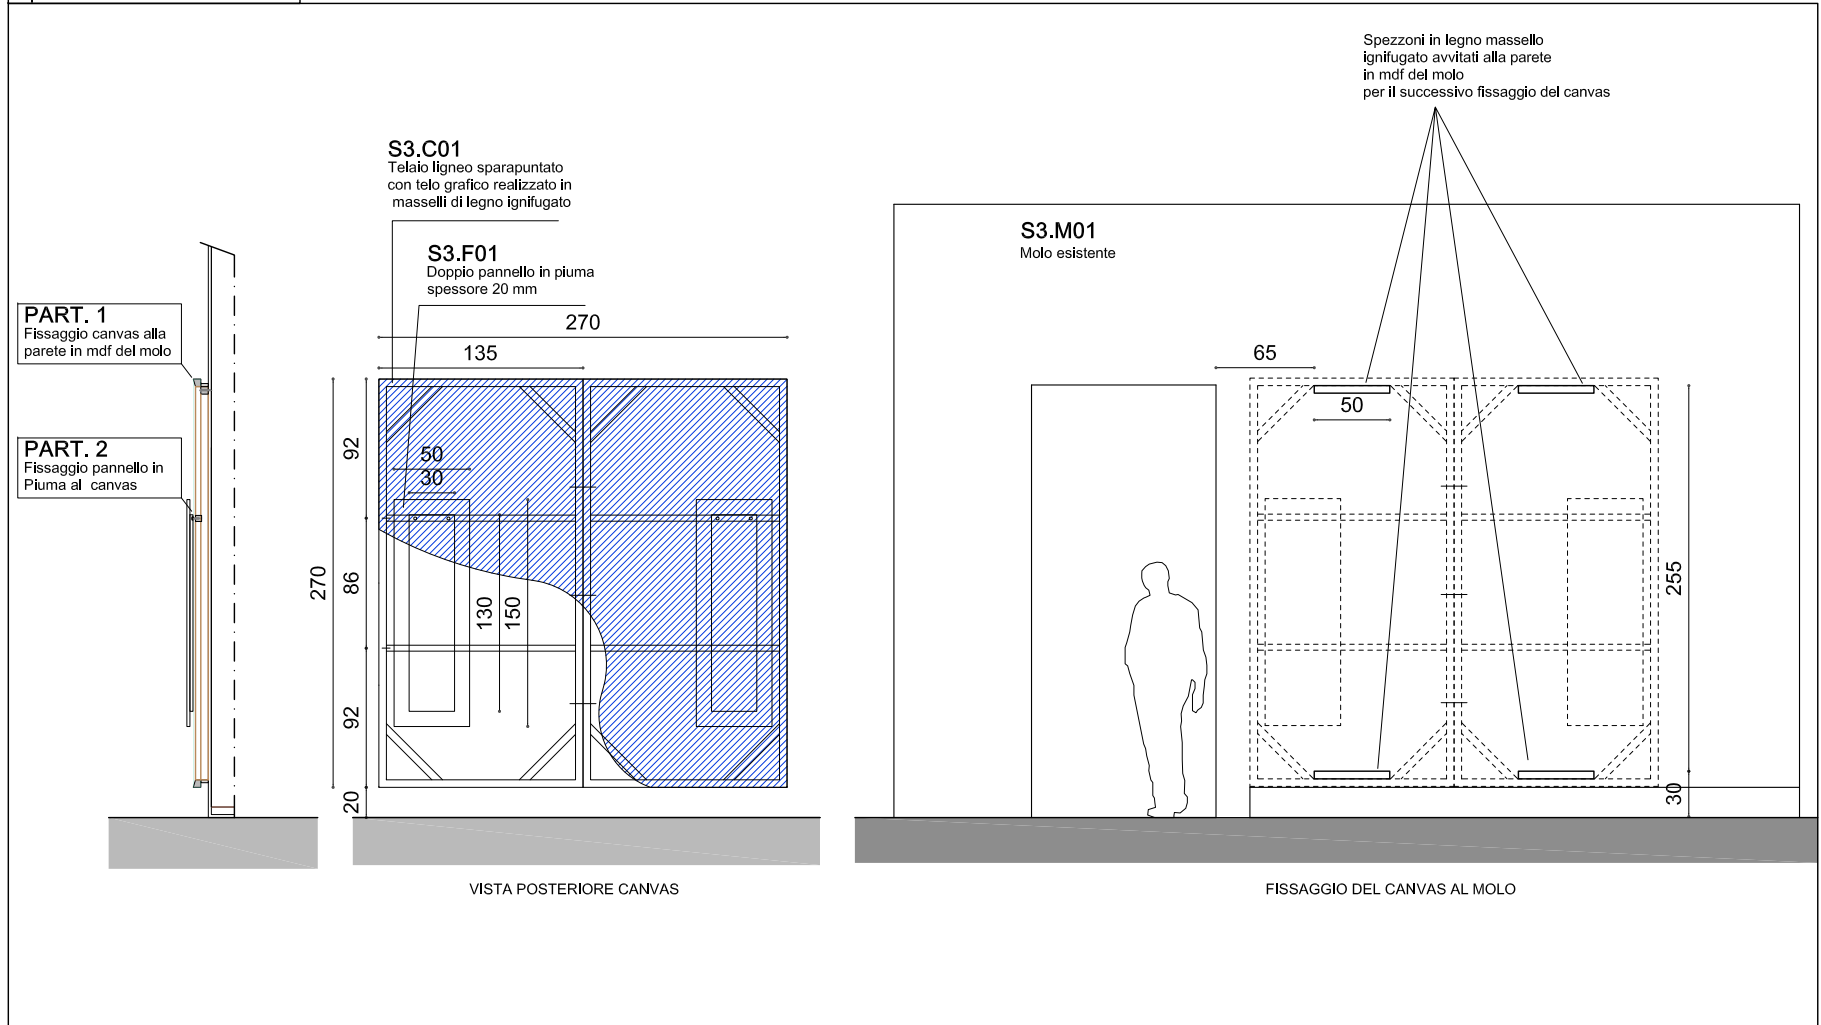 Spezzoni in legno massello
ignifugato avvitati alla parete
in mdf del molo
per il successivo fissaggio del canvas
S3.C01
Telaio ligneo sparapuntato
con telo grafico realizzato in
masselli di legno ignifugato
S3.F01
Doppio pannello in piuma
spessore 20 mm
S3.M01
Molo esistente
PART. 1
Fissaggio canvas alla
parete in mdf del molo
PART. 2
Fissaggio pannello in
Piuma al canvas
270
135
92
50
30
270
86
130
150
92
20
65
50
255
30
VISTA POSTERIORE CANVAS
FISSAGGIO DEL CANVAS AL MOLO